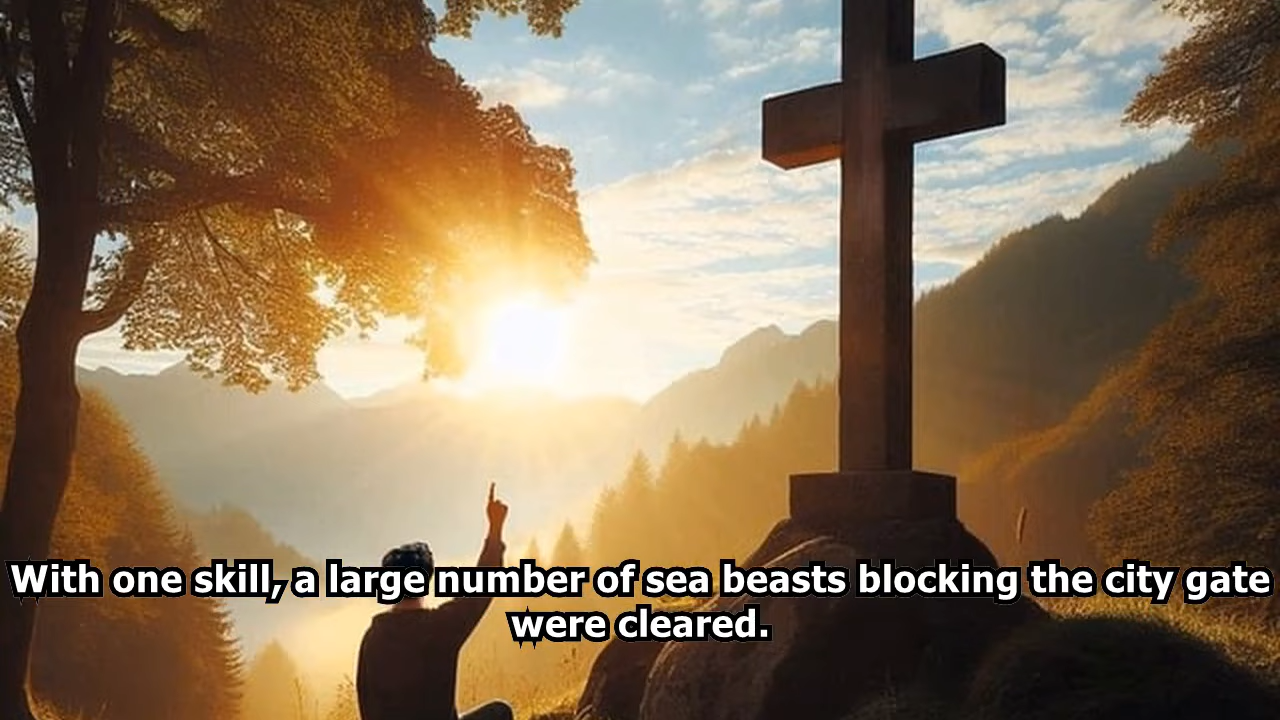 With one skill, a large number of sea beasts blocking the city gate
were cleared.